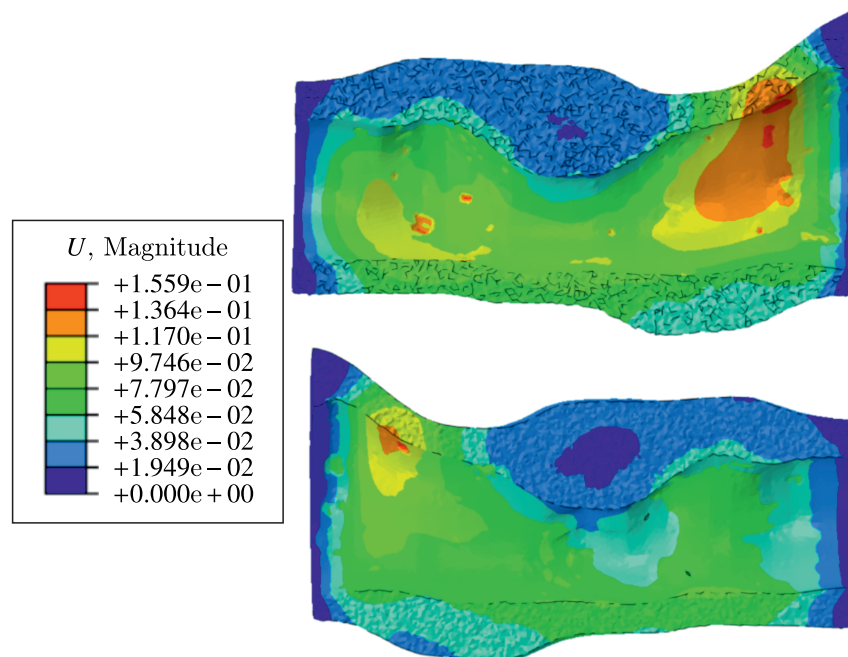 U, Magnitude
+1.559e−01
+1.364e−01
+1.170e−01
+9.746e−02
+7.797e−02
+5.848e−02
+3.898e−02
+1.949e−02
+0.000e+00